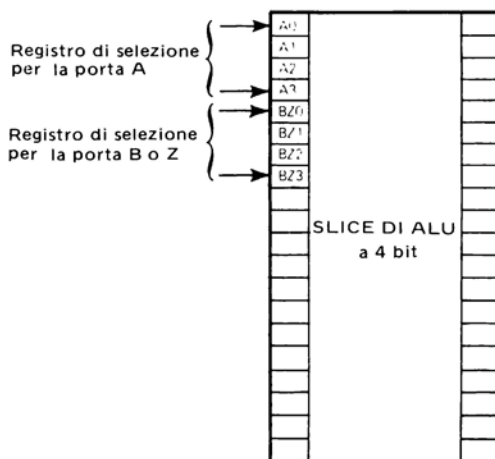 Registro di selezione
per la porta A
Registro di selezione
per la porta B o Z
A0
A1
A2
A3
BZ0
BZ1
BZ2
BZ3
SLICE DI ALU
a 4 bit